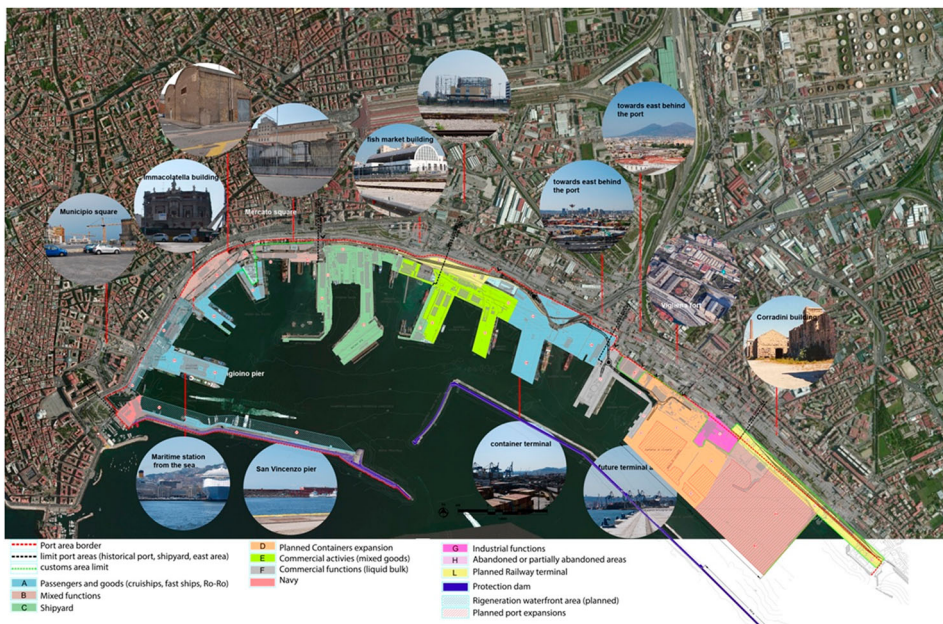 towards east behind
the port
fish market building
Immacolatella building
towards east behind
the port
Municipio square
Mercato square
Vigliena fort
Corradini building
gioino pier
Maritime station
from the sea
San Vincenzo pier
container terminal
future terminal
Port area border
limit port areas (historical port, shipyard, east area)
customs area limit
A Passengers and goods (cruiships, fast ships, Ro-Ro)
B Mixed functions
C Shipyard
D Planned Containers expansion
E Commercial activies (mixed goods)
F Commercial functions (liquid bulk)
Navy
G Industrial functions
H Abandoned or partially abandoned areas
L Planned Railway terminal
Protection dam
Rigeneration waterfront area (planned)
Planned port expansions